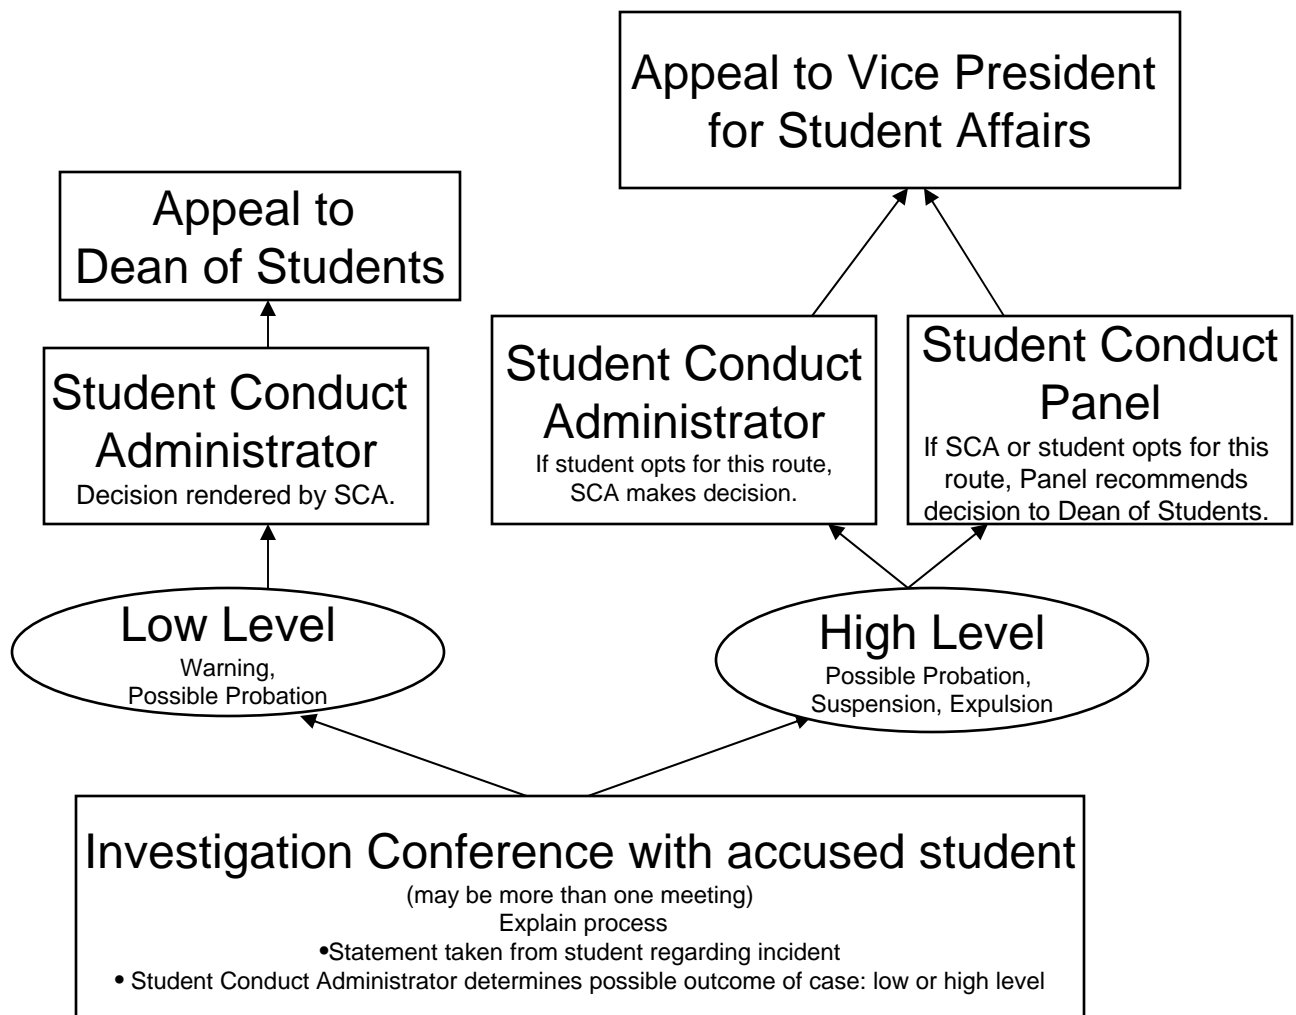 Appeal to Vice President
for Student Affairs
Appeal to
Dean of Students
Student Conduct
Administrator
Decision rendered by SCA.
Student Conduct
Administrator
If student opts for this route,
SCA makes decision.
Student Conduct
Panel
If SCA or student opts for this
route, Panel recommends
decision to Dean of Students.
Low Level
Warning,
Possible Probation
High Level
Possible Probation,
Suspension, Expulsion
Investigation Conference with accused student
(may be more than one meeting)
Explain process
•Statement taken from student regarding incident
• Student Conduct Administrator determines possible outcome of case: low or high level